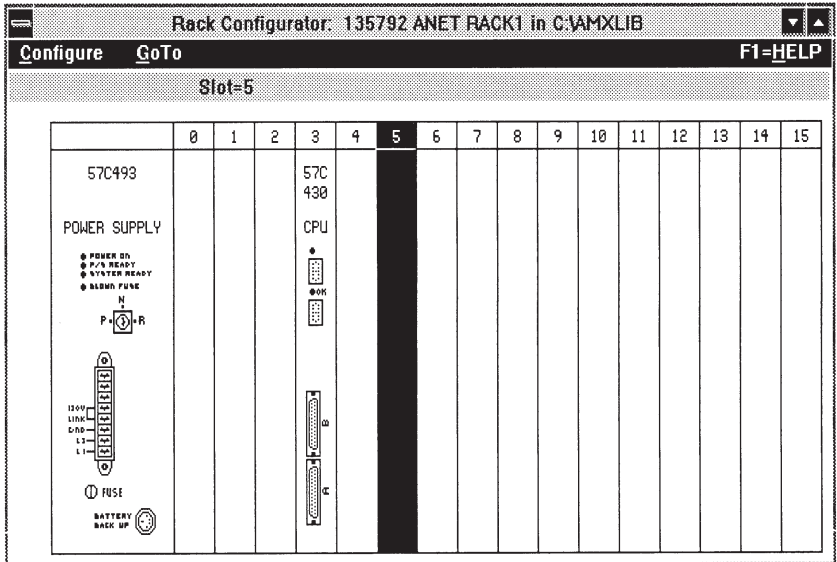 Rack Configurator: 135792 ANET RACK1 in C:\AMXLIB
Configure GoTo F1=HELP
Slot=5
0 1 2 3 4 5 6 7 8 9 10 11 12 13 14 15
57C493
57C
430
POWER SUPPLY
CPU
POWER ON
P/S READY
SYSTEM READY
BLOWN FUSE
OK
N
P R
120V
LINK
GND
L2
L1
B
A
FUSE
BATTERY
BACK UP